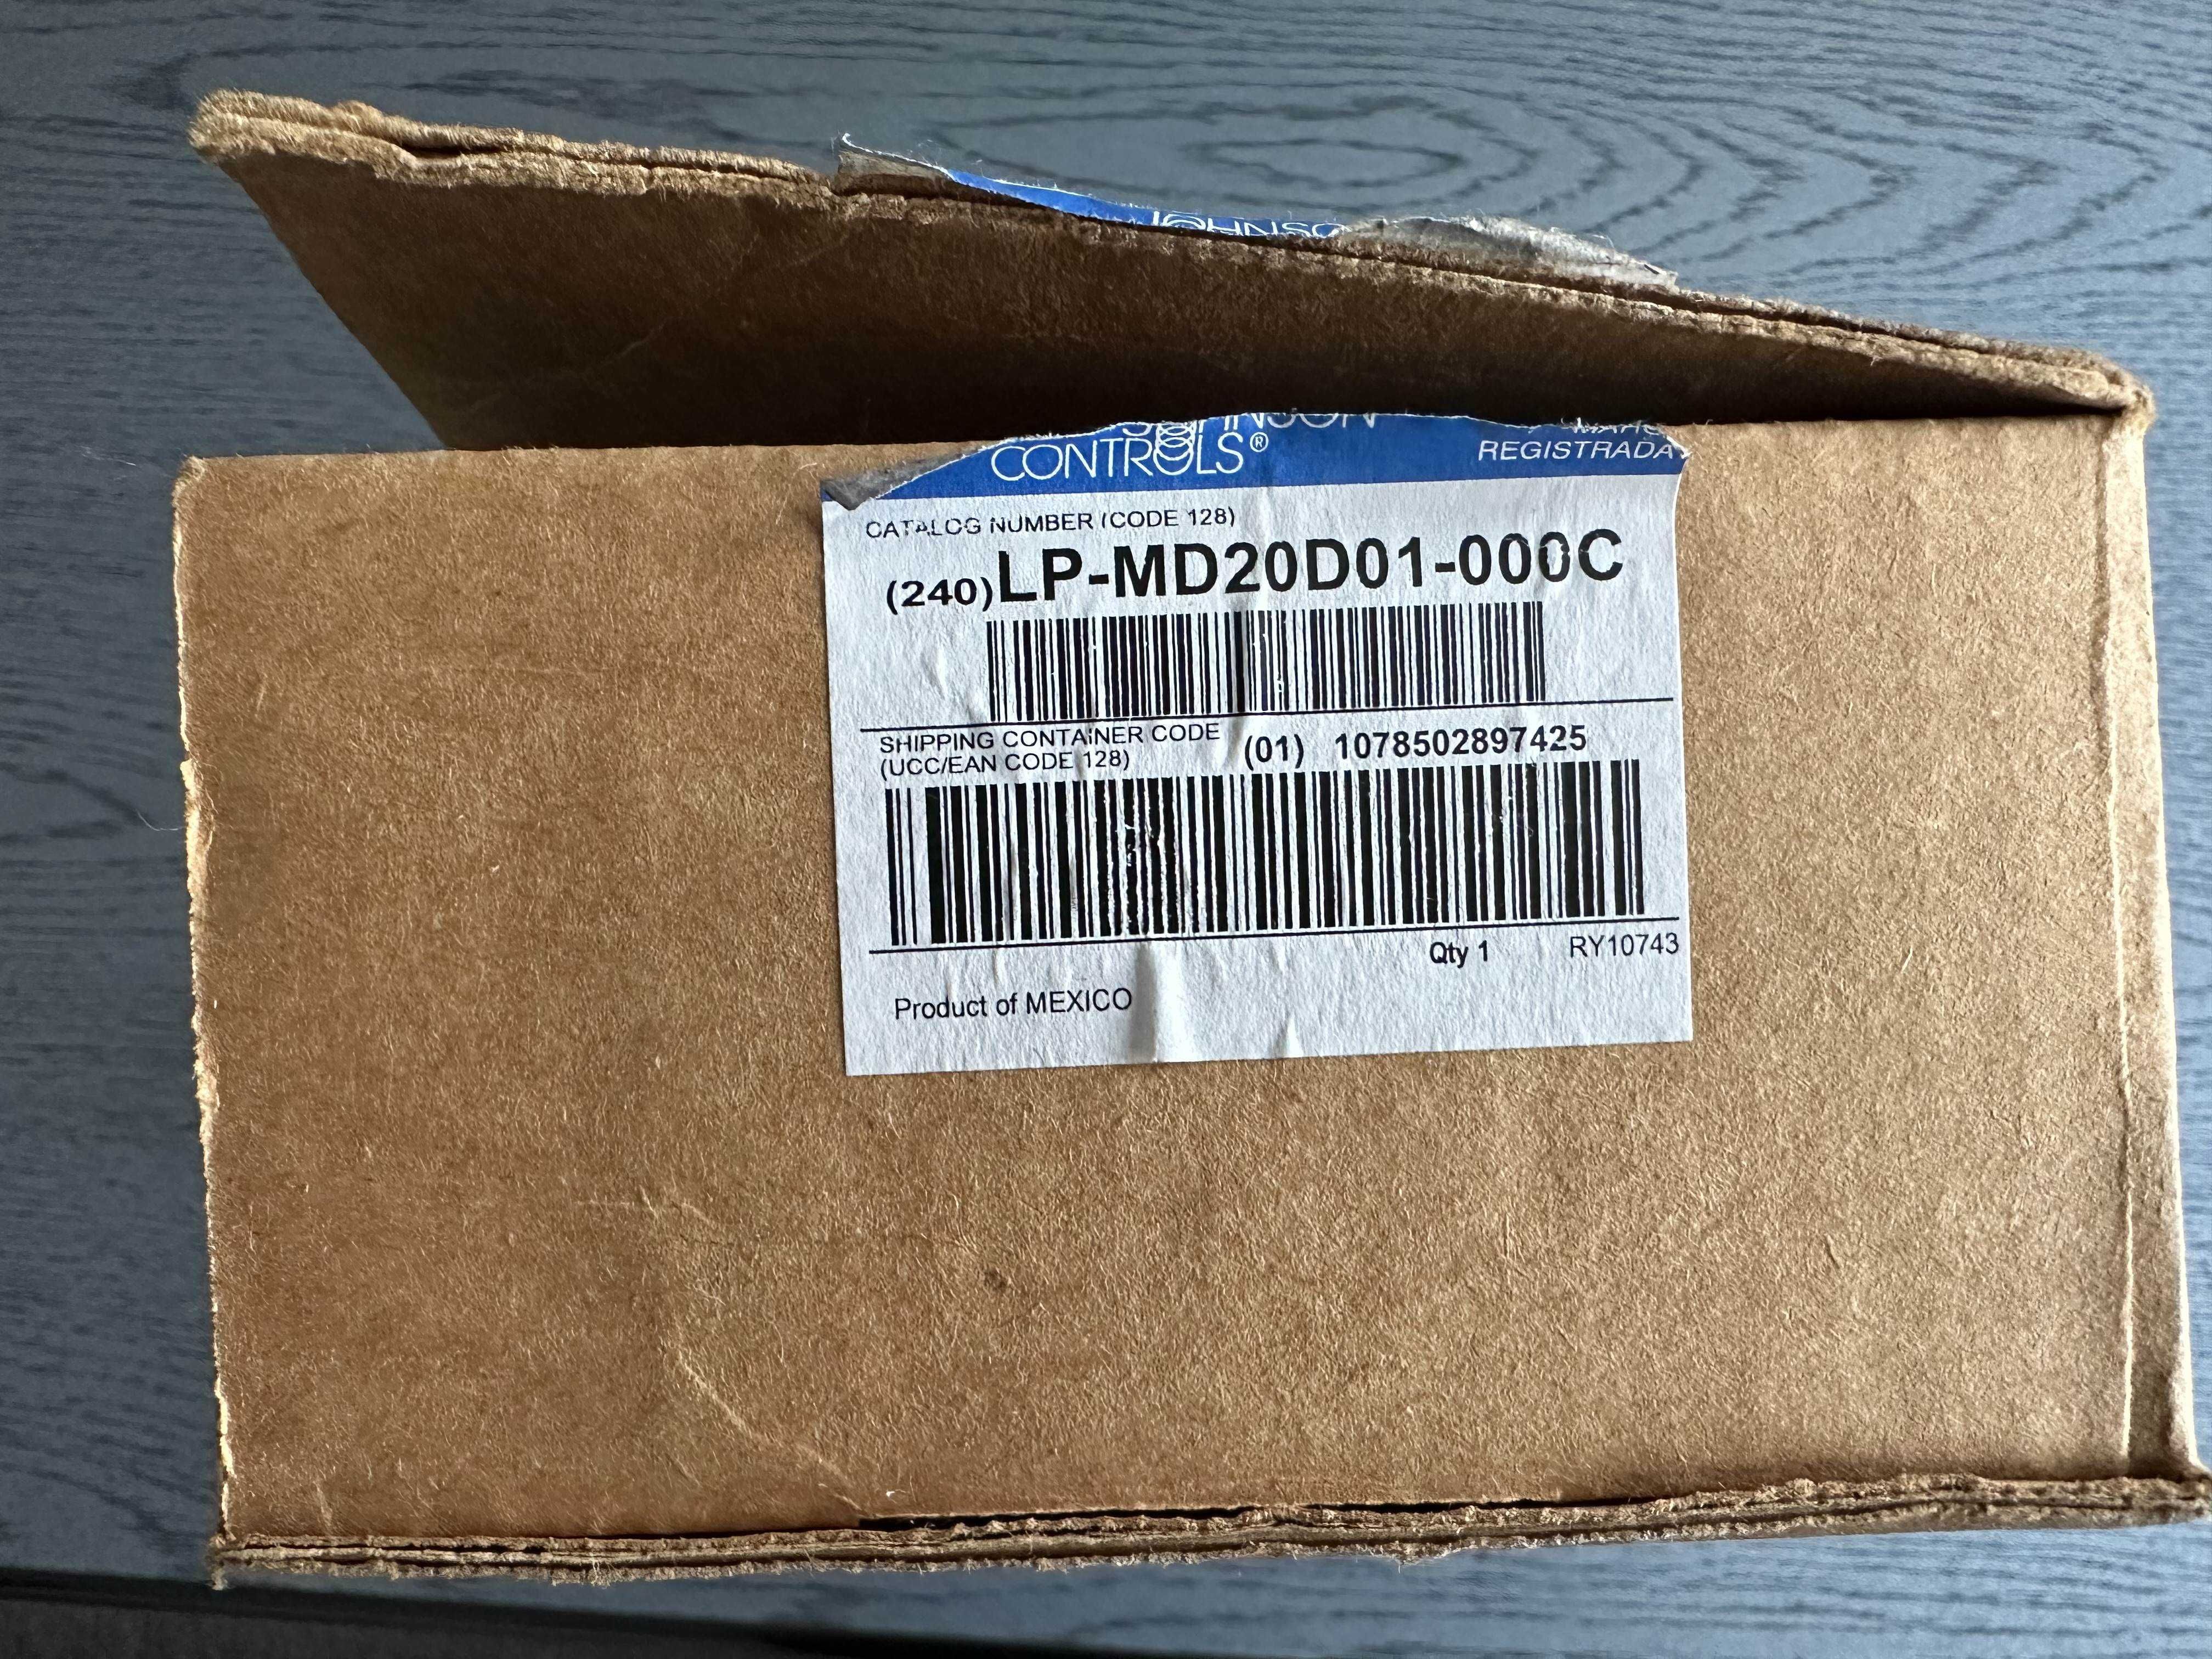 JOHNSON
CONTROLS®
REGISTRADA
CATALOG NUMBER (CODE 128)
(240) LP-MD20D01-000C
SHIPPING CONTAINER CODE (01) 1078502897425
(UCC/EAN CODE 128)
Qty 1 RY10743
Product of MEXICO